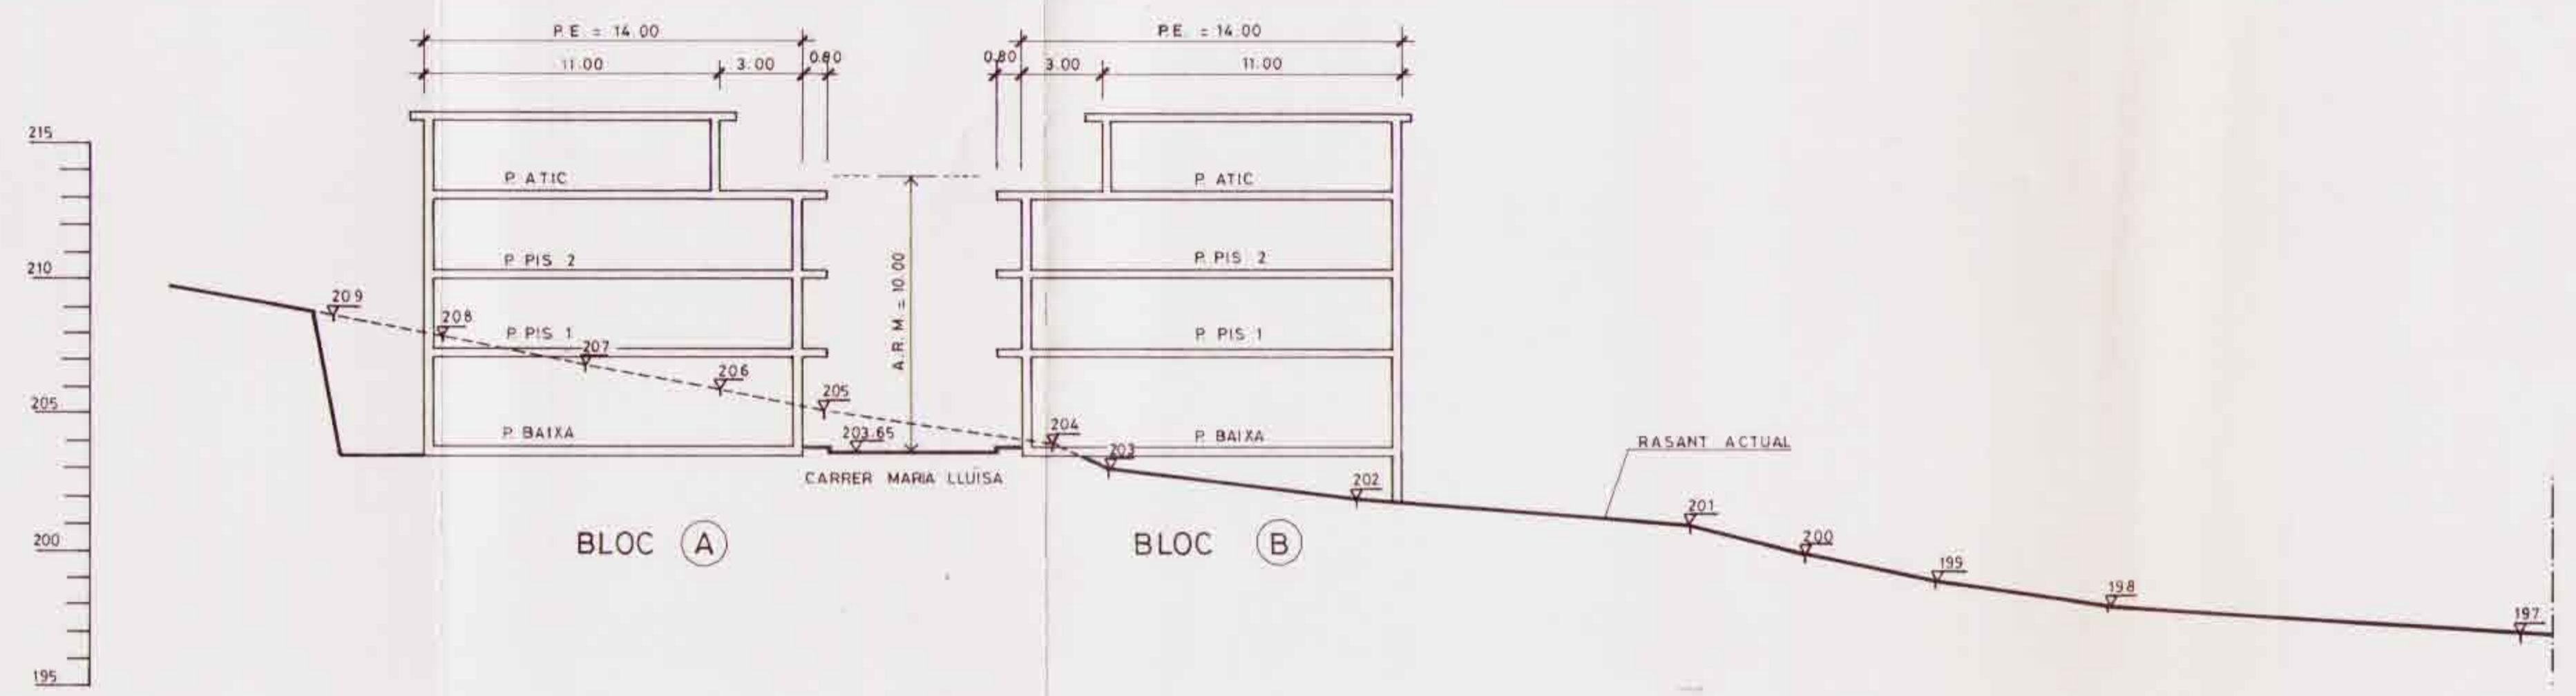 P.E. = 14.00
P.E. = 14.00
11.00 3.00 0.80
0.80 3.00 11.00
215
210
205
200
195
P. ATIC
P. PIS 2
P. PIS 1
P. BAIXA
P. ATIC
P. PIS 2
P. PIS 1
P. BAIXA
A.R.M. = 10.00
209
208
207
206
205
203.65
204
203
202
201
200
199
198
197
CARRER MARIA LLUÏSA
RASANT ACTUAL
BLOC A
BLOC B